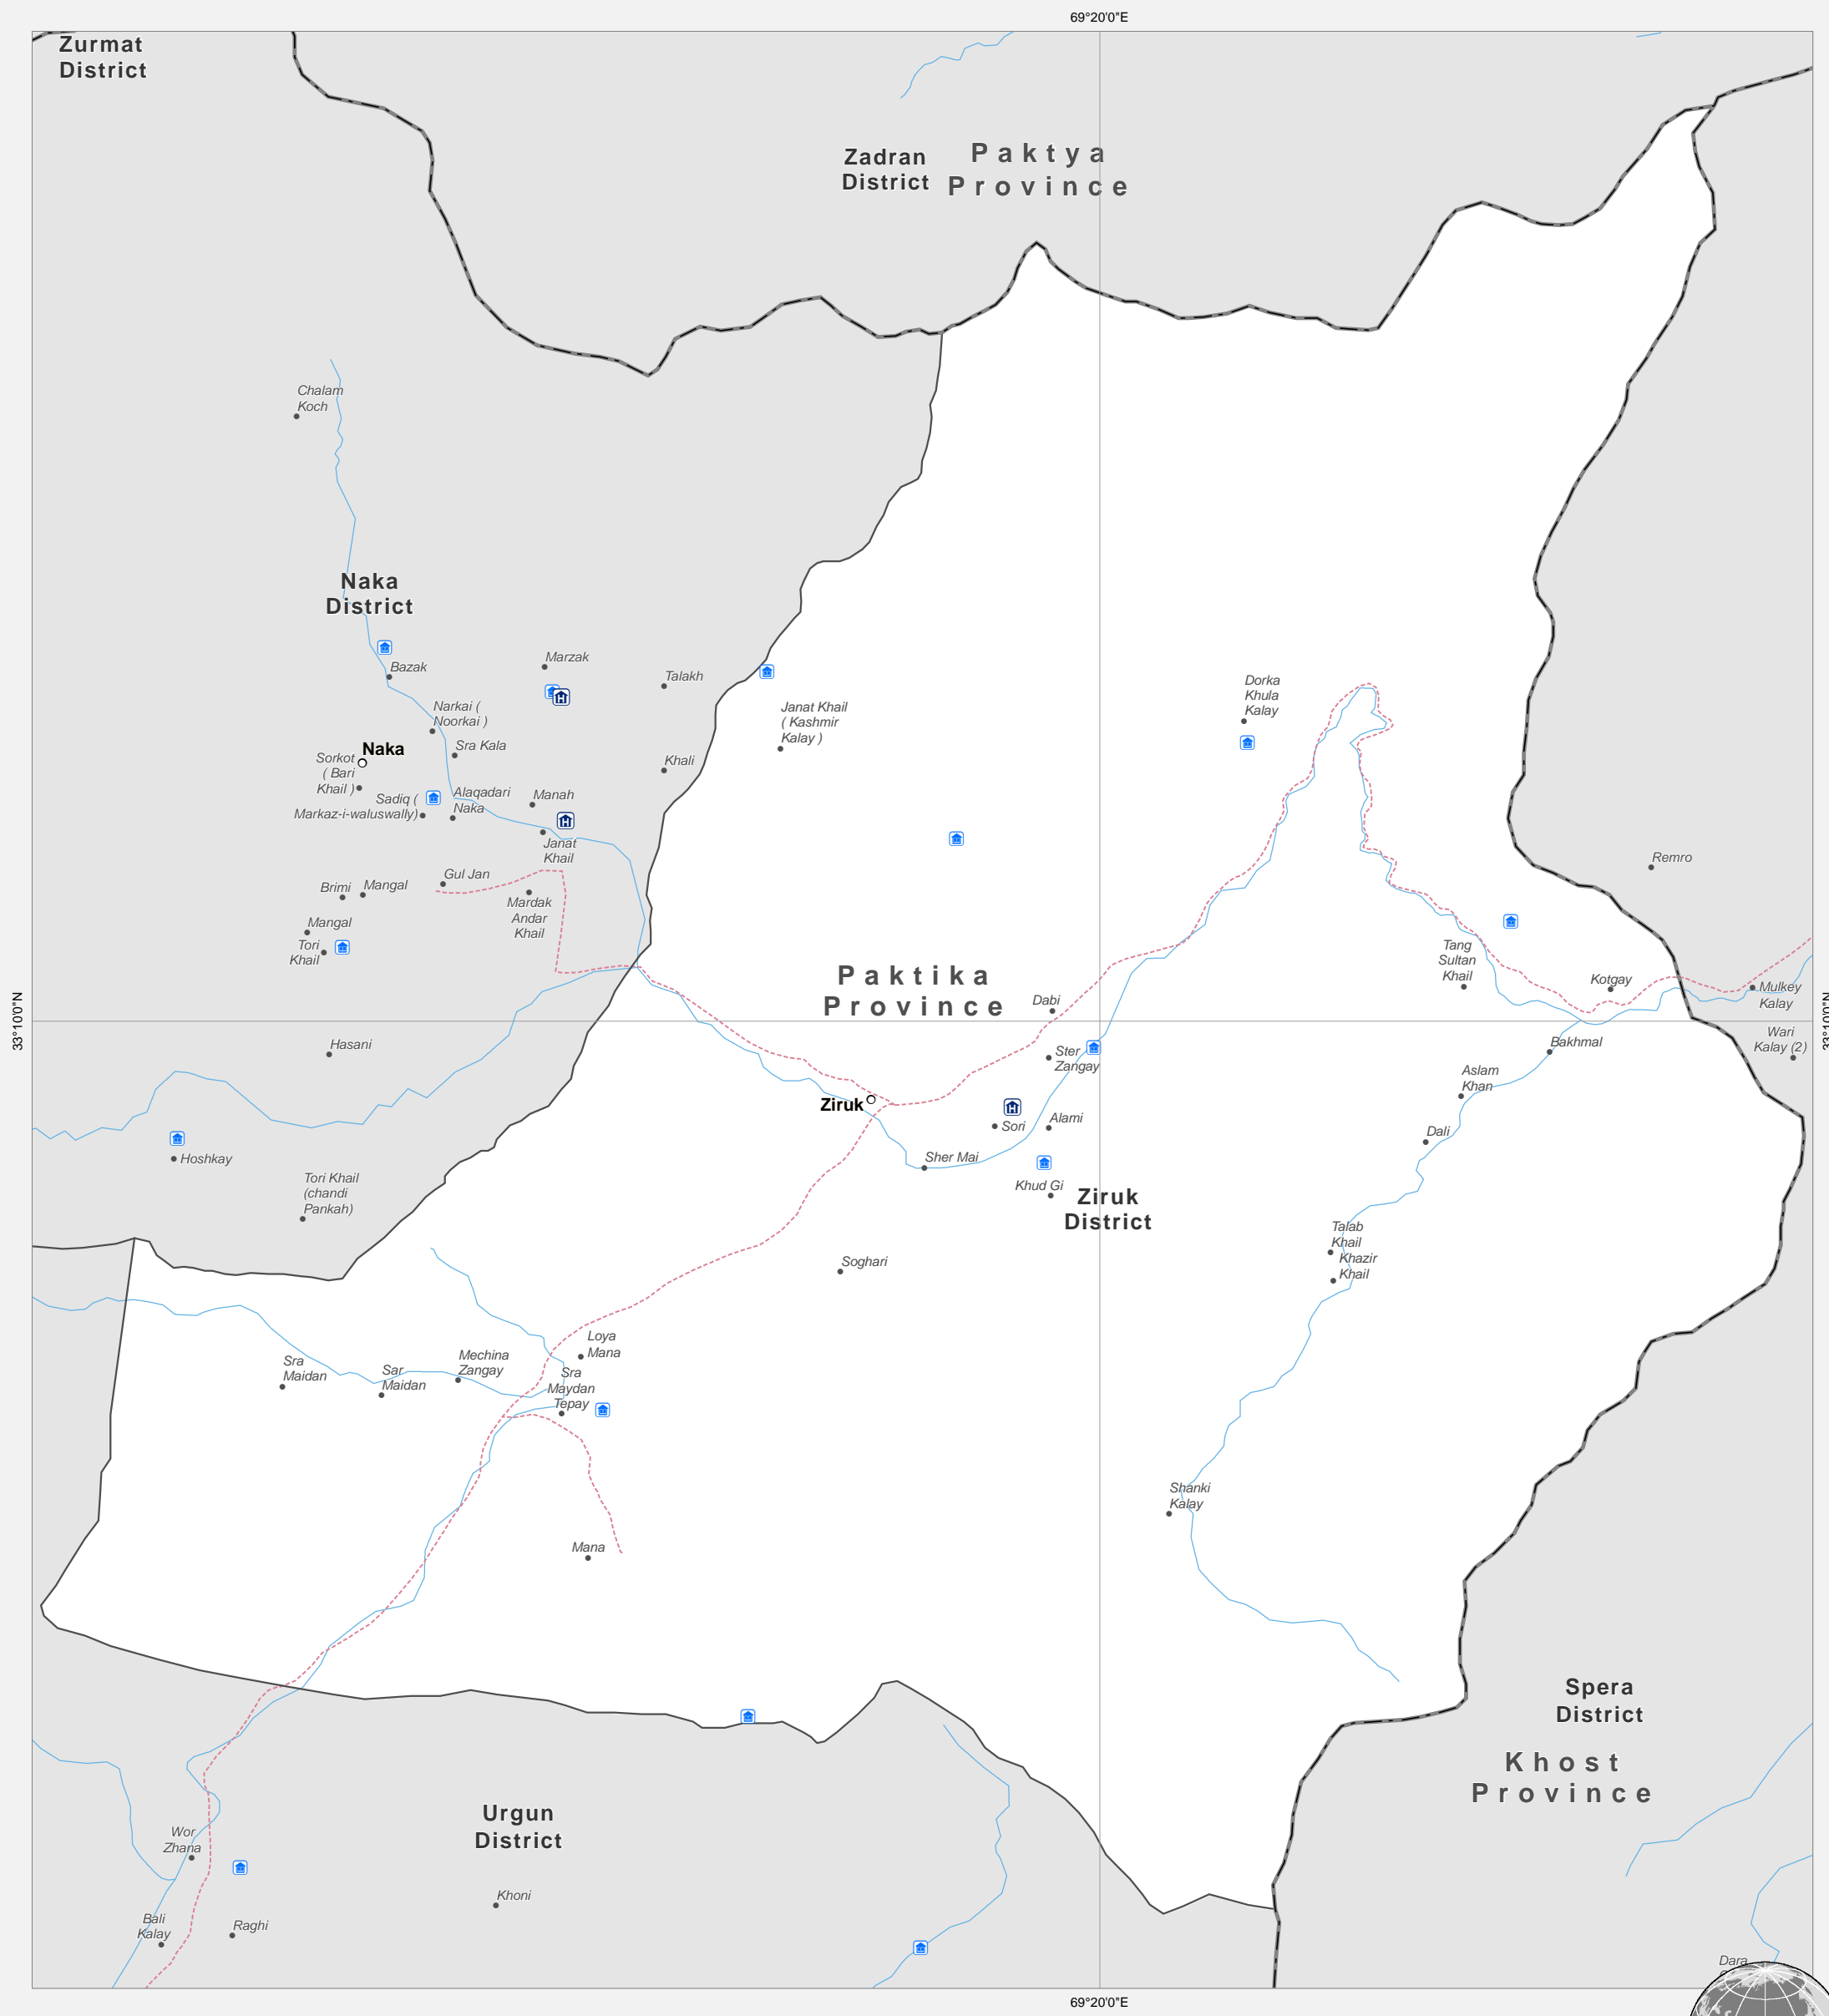 69°20'0"E
Zurmat
District
Zadran
District
Paktya
Province
Chalam
Koch
Naka
District
Bazak
Marzak
Talakh
Narkai (
Noorkai )
Janat Khail
( Kashmir
Kalay )
Dorka
Khula
Kalay
Sra Kala
Naka
Sorkot
( Bari
Khail )
Khali
Sadiq (
Markaz-i-waluswally)
Alaqadari
Naka
Manah
Janat
Khail
Remro
Gul Jan
Brimi
Mangal
Mardak
Andar
Khail
Mangal
Tori
Khail
Tang
Sultan
Khail
Paktika
Province
Kotgay
Mulkey
Kalay
Dabi
33°10'0"N
33°10'0"N
Hasani
Wari
Kalay (2)
Bakhmal
Ster
Zangay
Aslam
Khan
Ziruk
Sori
Alami
Dali
Hoshkay
Sher Mai
Tori Khail
(chandi
Pankah)
Khud Gi
Ziruk
District
Talab
Khail
Khazir
Khail
Soghari
Loya
Mana
Sra
Maidan
Sar
Maidan
Mechina
Zangay
Sra
Maydan
Tepay
Shanki
Kalay
Mana
Spera
District
Khost
Province
Urgun
District
Wor
Zhana
Khoni
Bali
Kalay
Raghi
Dara
69°20'0"E